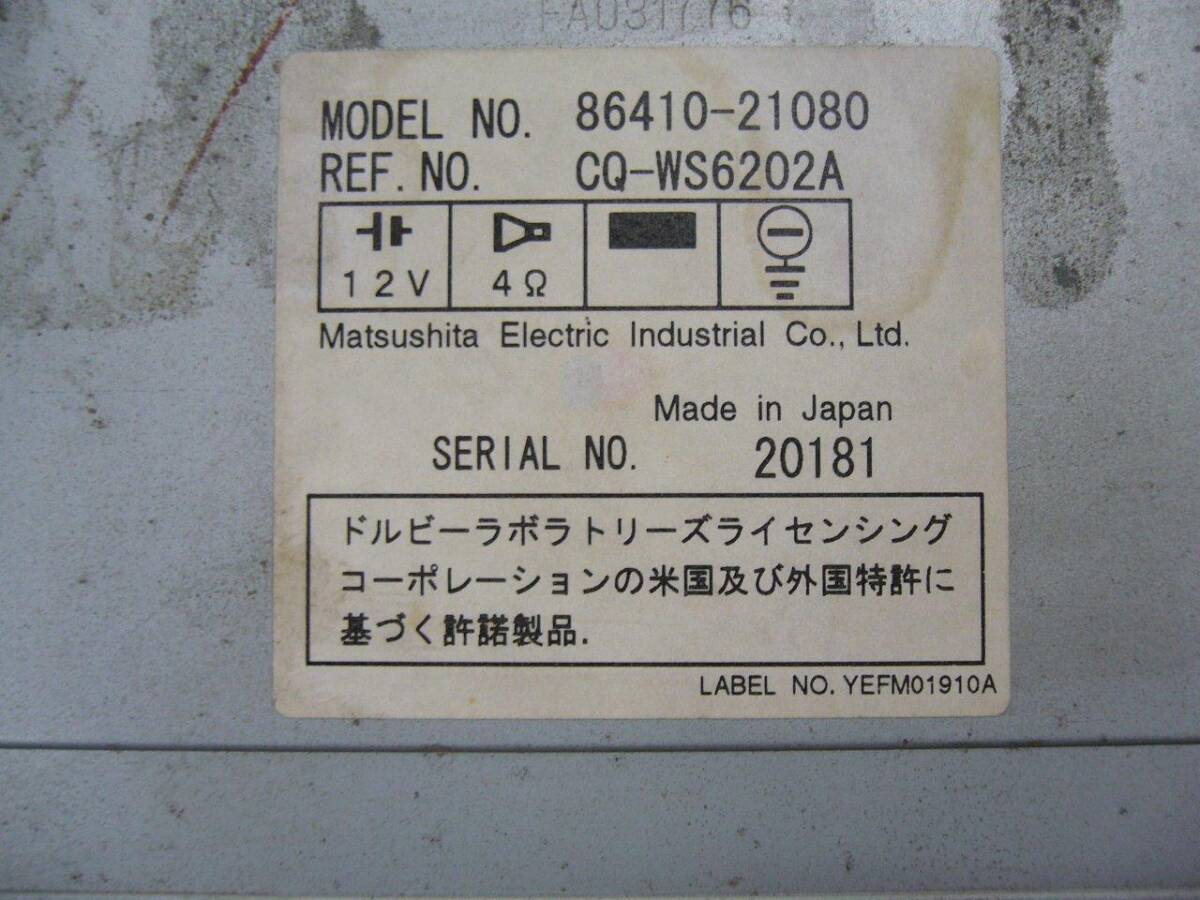 MODEL NO. 86410-21080
REF. NO. CQ-WS6202A
12V 4Ω
Matsushita Electric Industrial Co., Ltd.
Made in Japan
SERIAL NO. 20181
ドルビーラボラトリーズライセンシング
コーポレーションの米国及び外国特許に
基づく許諾製品.
LABEL NO. YEFM01910A